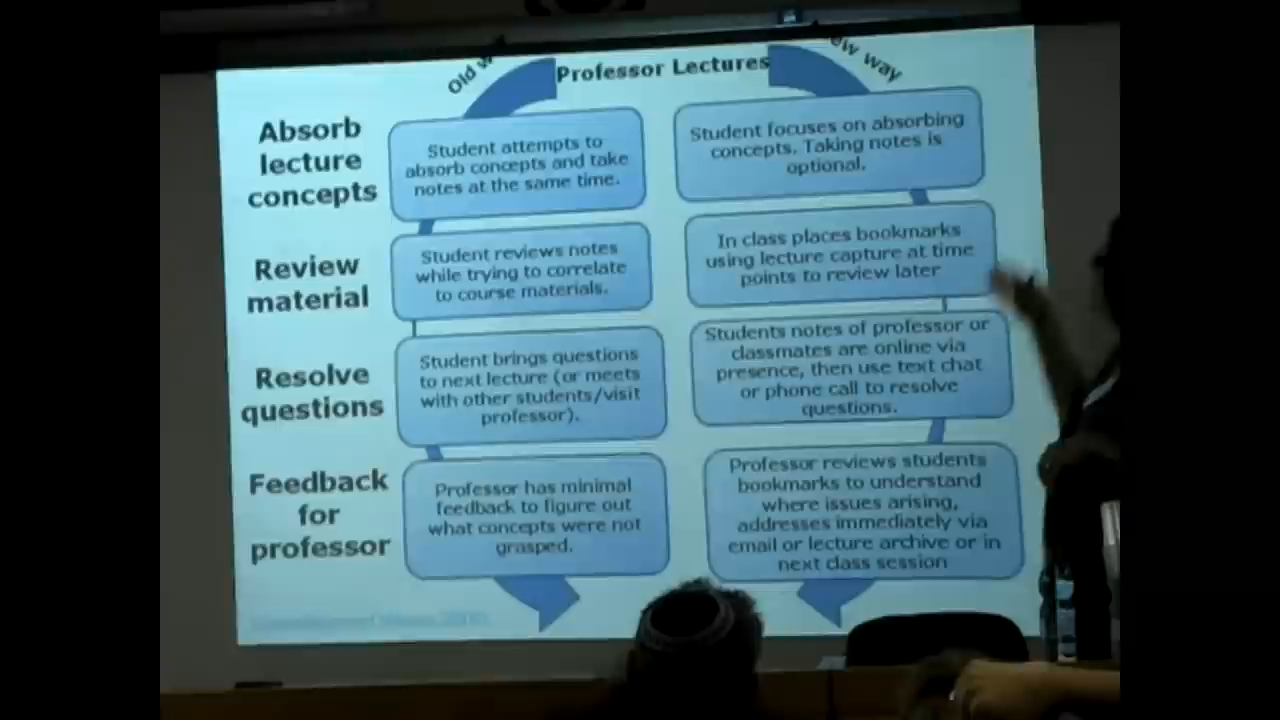 Old
Professor Lectures
ew way
Absorb
lecture
concepts
Student attempts to
absorb concepts and take
notes at the same time.
Student focuses on absorbing
concepts. Taking notes is
optional.
Review
material
Student reviews notes
while trying to correlate
to course materials.
In class places bookmarks
using lecture capture at time
points to review later
Resolve
questions
Student brings questions
to next lecture (or meets
with other students/visit
professor).
Students notes of professor or
classmates are online via
presence, then use text chat
or phone call to resolve
questions.
Feedback
for
professor
Professor has minimal
feedback to figure out
what concepts were not
grasped.
Professor reviews students
bookmarks to understand
where issues arising,
addresses immediately via
email or lecture archive or in
next class session